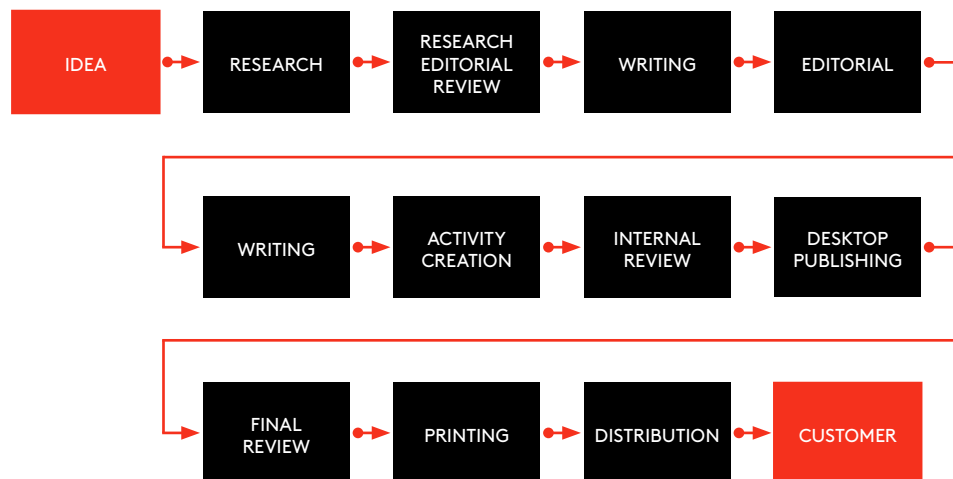 IDEA
RESEARCH
RESEARCH
EDITORIAL
REVIEW
WRITING
EDITORIAL
WRITING
ACTIVITY
CREATION
INTERNAL
REVIEW
DESKTOP
PUBLISHING
FINAL
REVIEW
PRINTING
DISTRIBUTION
CUSTOMER